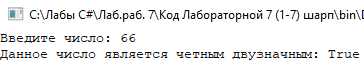 C:\Лабы C#\Лаб.раб. 7\Код Лабораторной 7 (1-7) шарп\bin\
Введите число: 66
Данное число является четным двузначным: True